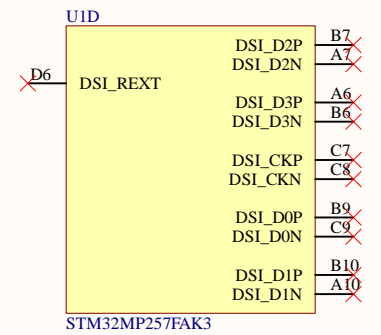 U1D
DSI_D2P B7
DSI_D2N A7
D6 DSI_REXT
DSI_D3P A6
DSI_D3N B6
DSI_CKP C7
DSI_CKN C8
DSI_D0P B9
DSI_D0N C9
DSI_D1P B10
DSI_D1N A10
STM32MP257FAK3